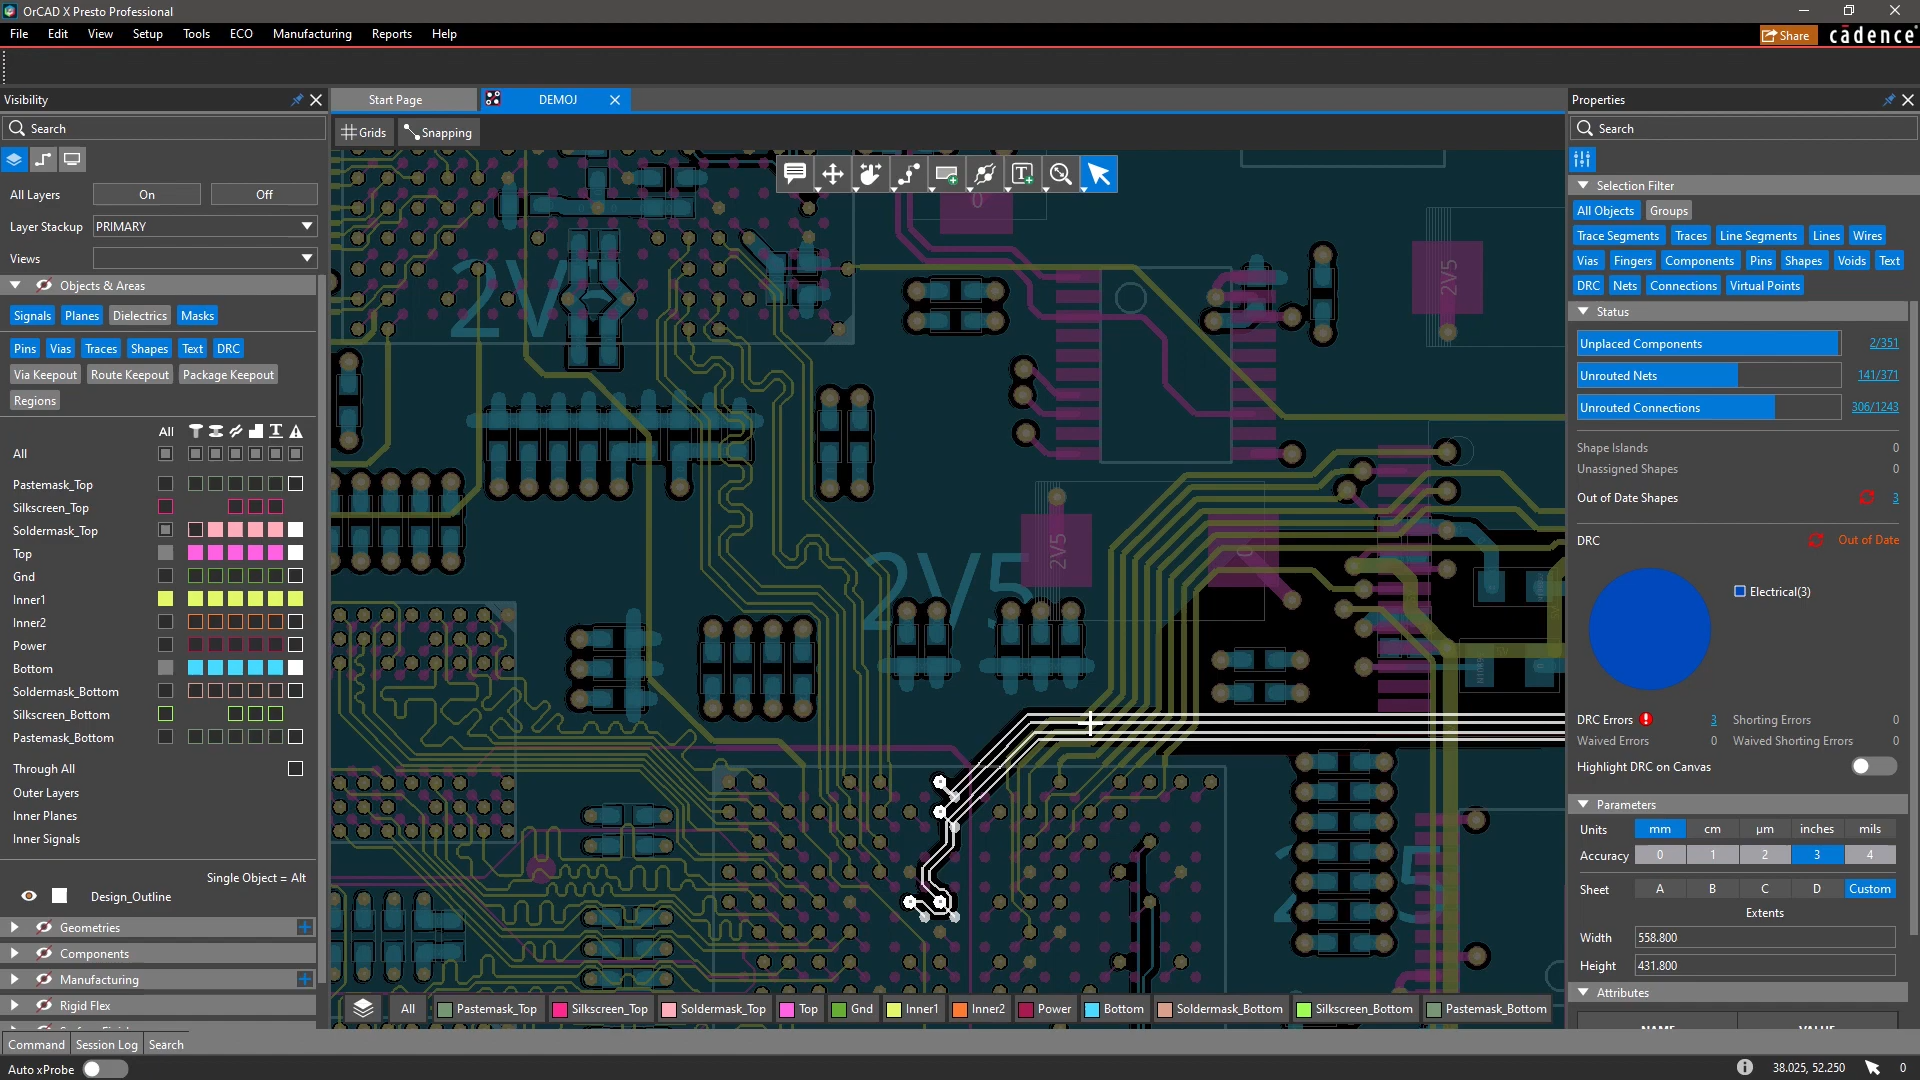 OrCAD X Presto Professional
File Edit View Setup Tools ECO Manufacturing Reports Help
Share cādence
Visibility
Search
All Layers On Off
Layer Stackup PRIMARY
Views
Objects & Areas
Signals Planes Dielectrics Masks
Pins Vias Traces Shapes Text DRC
Via Keepout Route Keepout Package Keepout
Regions
All
All
Pastemask_Top
Silkscreen_Top
Soldermask_Top
Top
Gnd
Inner1
Inner2
Power
Bottom
Soldermask_Bottom
Silkscreen_Bottom
Pastemask_Bottom
Through All
Outer Layers
Inner Planes
Inner Signals
Single Object = Alt
Design_Outline
Geometries
Components
Manufacturing
Rigid Flex
Start Page DEMOJ
Grids Snapping
2V
2V5
2V5
2V5
0
0
5V
All Pastemask_Top Silkscreen_Top Soldermask_Top Top Gnd Inner1 Inner2 Power Bottom Soldermask_Bottom Silkscreen_Bottom Pastemask_Bottom
Properties
Search
Selection Filter
All Objects Groups
Trace Segments Traces Line Segments Lines Wires
Vias Fingers Components Pins Shapes Voids Text
DRC Nets Connections Virtual Points
Status
Unplaced Components 2/351
Unrouted Nets 141/371
Unrouted Connections 306/1243
Shape Islands 0
Unassigned Shapes 0
Out of Date Shapes 3
DRC Out of Date
Electrical(3)
DRC Errors 3 Shorting Errors 0
Waived Errors 0 Waived Shorting Errors 0
Highlight DRC on Canvas
Parameters
Units mm cm µm inches mils
Accuracy 0 1 2 3 4
Sheet A B C D Custom
Extents
Width 558.800
Height 431.800
Attributes
NAME VALUE
Command Session Log Search
Auto xProbe
38.025, 52.250 0